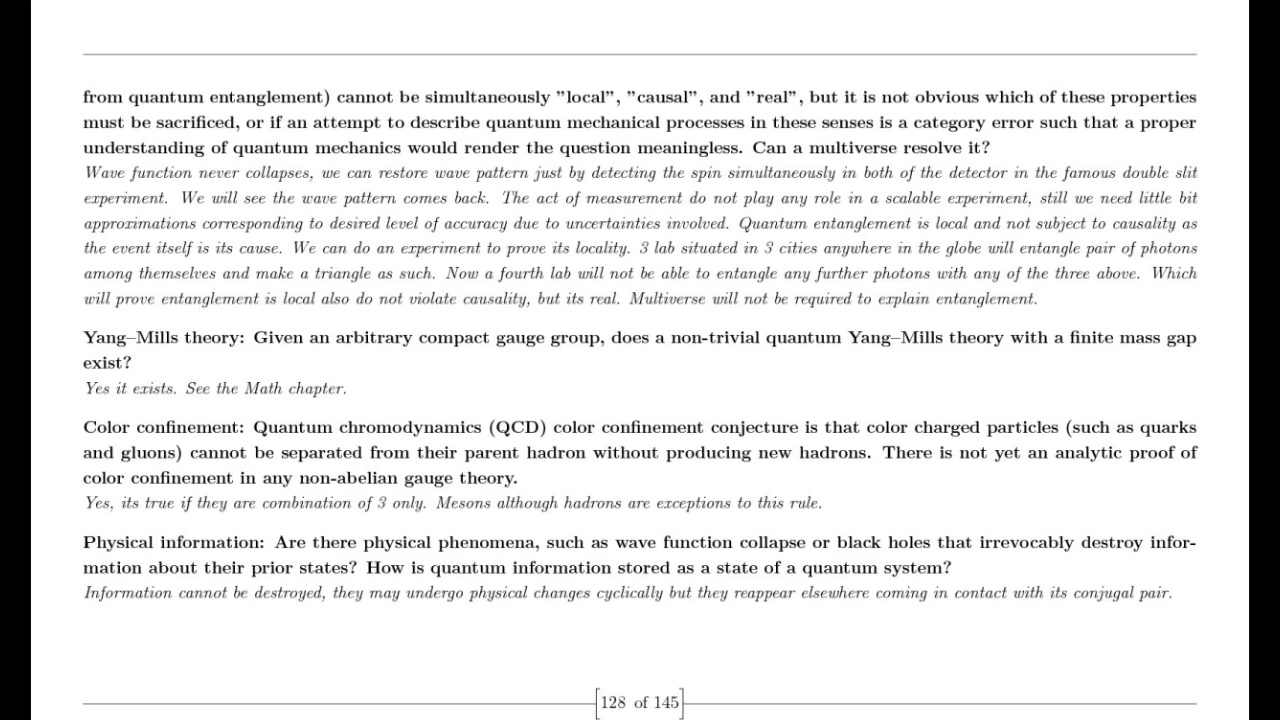 from quantum entanglement) cannot be simultaneously ”local”, ”causal”, and ”real”, but it is not obvious which of these properties
must be sacrificed, or if an attempt to describe quantum mechanical processes in these senses is a category error such that a proper
understanding of quantum mechanics would render the question meaningless. Can a multiverse resolve it?
Wave function never collapses, we can restore wave pattern just by detecting the spin simultaneously in both of the detector in the famous double slit
experiment. We will see the wave pattern comes back. The act of measurement do not play any role in a scalable experiment, still we need little bit
approximations corresponding to desired level of accuracy due to uncertainties involved. Quantum entanglement is local and not subject to causality as
the event itself is its cause. We can do an experiment to prove its locality. 3 lab situated in 3 cities anywhere in the globe will entangle pair of photons
among themselves and make a triangle as such. Now a fourth lab will not be able to entangle any further photons with any of the three above. Which
will prove entanglement is local also do not violate causality, but its real. Multiverse will not be required to explain entanglement.
Yang–Mills theory: Given an arbitrary compact gauge group, does a non-trivial quantum Yang–Mills theory with a finite mass gap
exist?
Yes it exists. See the Math chapter.
Color confinement: Quantum chromodynamics (QCD) color confinement conjecture is that color charged particles (such as quarks
and gluons) cannot be separated from their parent hadron without producing new hadrons. There is not yet an analytic proof of
color confinement in any non-abelian gauge theory.
Yes, its true if they are combination of 3 only. Mesons although hadrons are exceptions to this rule.
Physical information: Are there physical phenomena, such as wave function collapse or black holes that irrevocably destroy infor-
mation about their prior states? How is quantum information stored as a state of a quantum system?
Information cannot be destroyed, they may undergo physical changes cyclically but they reappear elsewhere coming in contact with its conjugal pair.
128 of 145